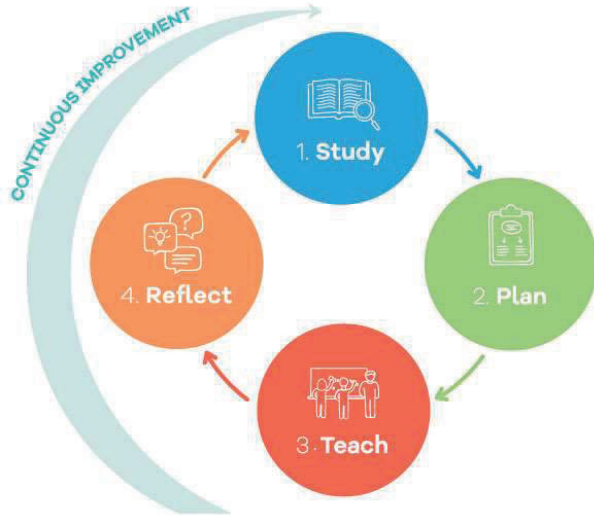 CONTINUOUS IMPROVEMENT
1. Study
2. Plan
3. Teach
4. Reflect